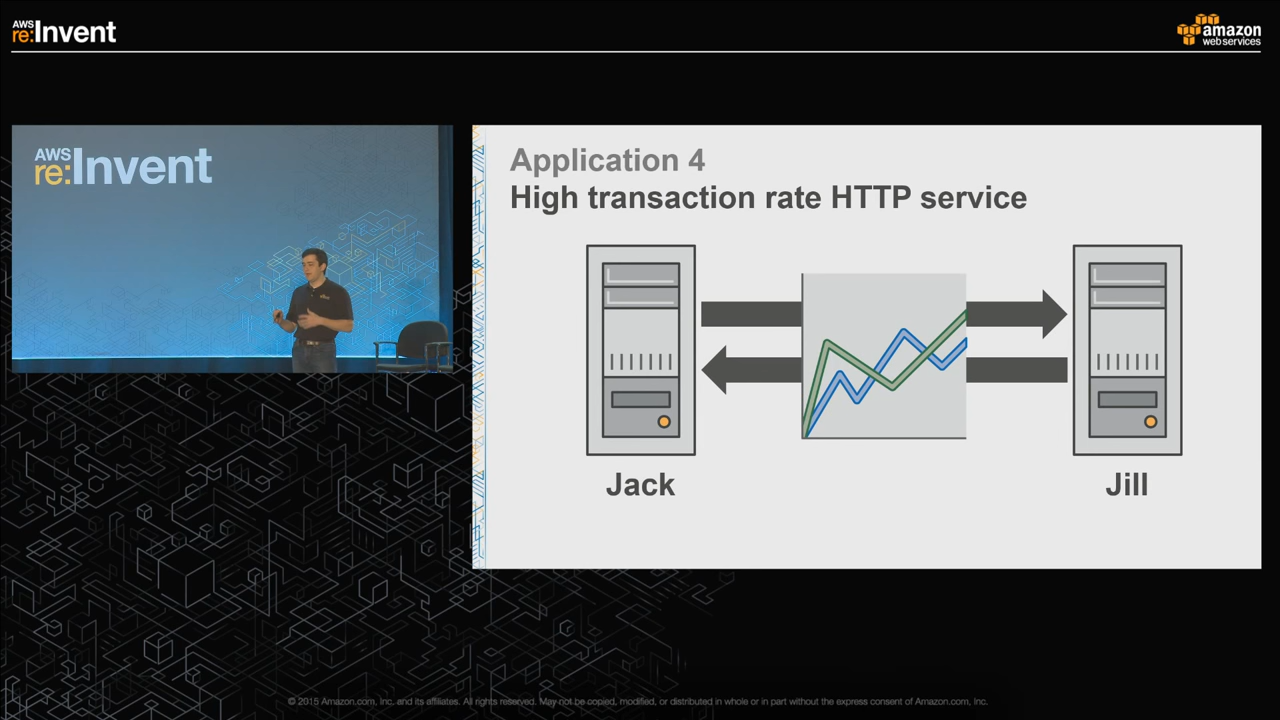 AWS
re:Invent
amazon
web services
AWS
re:Invent
Application 4
High transaction rate HTTP service
Jack
Jill
© 2015 Amazon.com, Inc. and its affiliates. All rights reserved. May not be copied, modified, or distributed in whole or in part without the express consent of Amazon.com, Inc.